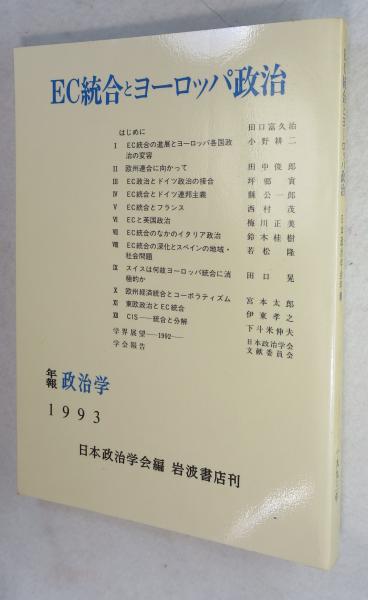 EC統合とヨーロッパ政治
はじめに 田口富久治
I EC統合の進展とヨーロッパ各国政 小野耕二
治の変容
II 欧州連合に向かって 田中俊郎
III EC政治とドイツ政治の接合 坪郷實
IV EC統合とドイツ連邦主義 縣公一郎
V EC統合とフランス 西村茂
VI ECと英国政治 梅川正美
VII EC統合のなかのイタリア政治 鈴木桂樹
VIII EC統合の深化とスペインの地域・ 若松隆
社会問題
IX スイスは何故ヨーロッパ統合に消 田口晃
極的か
X 欧州経済統合とコーポラティズム 宮本太郎
XI 東欧政治とEC統合 伊東孝之
XII CIS——統合と分解 下斗米伸夫
学界展望——1992—— 日本政治学会
文献委員会
学会報告
年報 政治学
1993
日本政治学会編 岩波書店刊